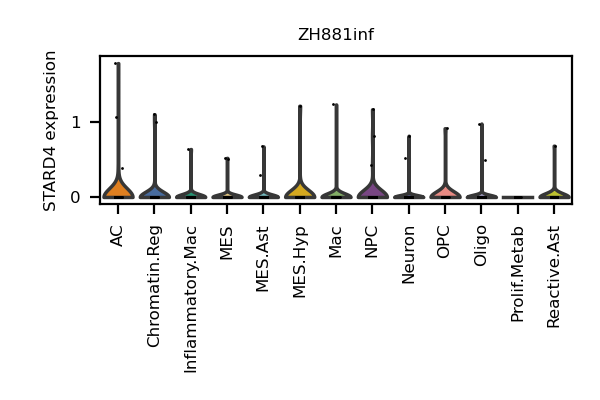 ZH881inf
STARD4 expression
1
0
AC
Chromatin.Reg
Inflammatory.Mac
MES
MES.Ast
MES.Hyp
Mac
NPC
Neuron
OPC
Oligo
Prolif.Metab
Reactive.Ast